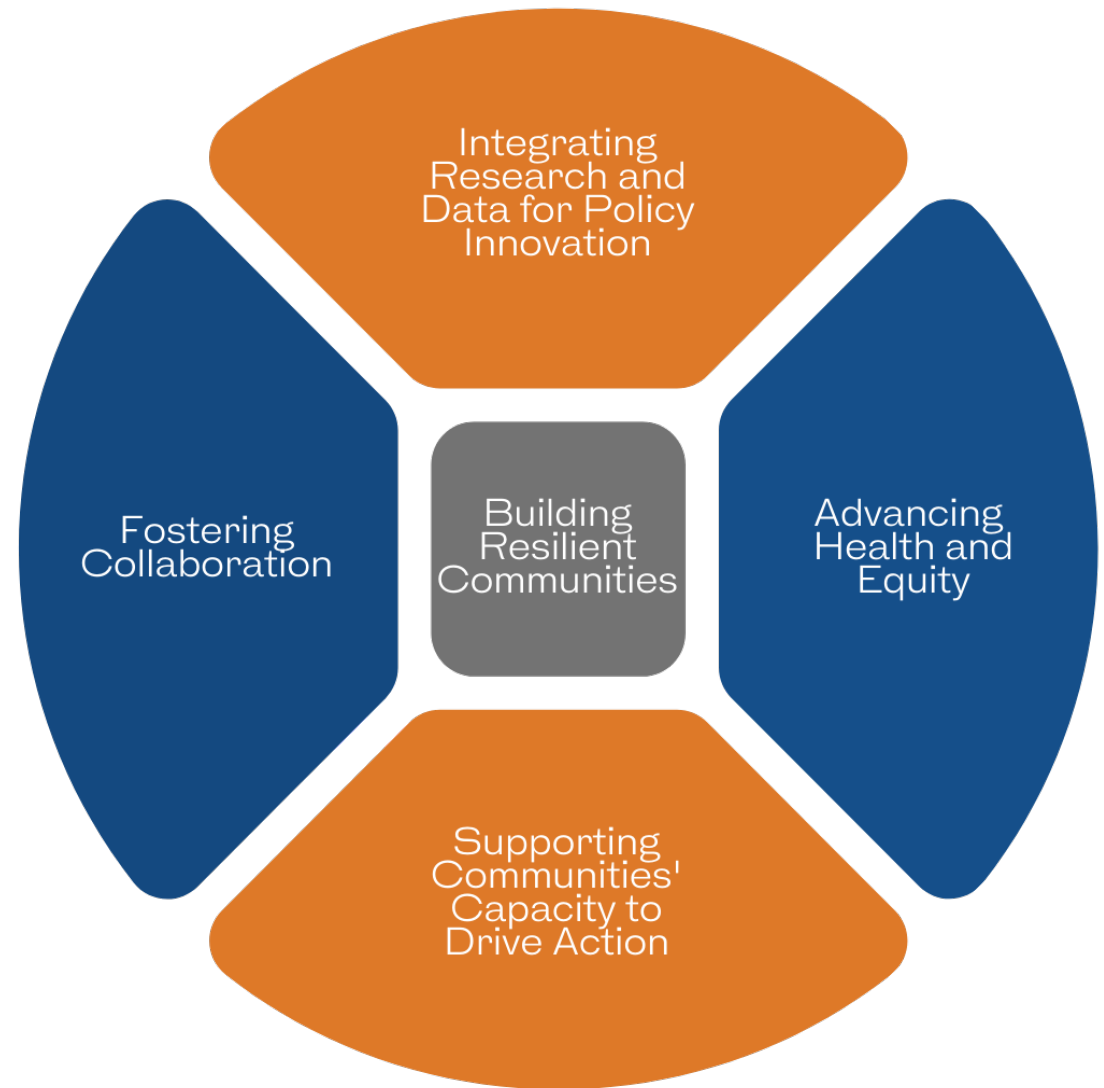 Integrating
Research and
Data for Policy
Innovation
Fostering
Collaboration
Building
Resilient
Communities
Advancing
Health and
Equity
Supporting
Communities'
Capacity to
Drive Action